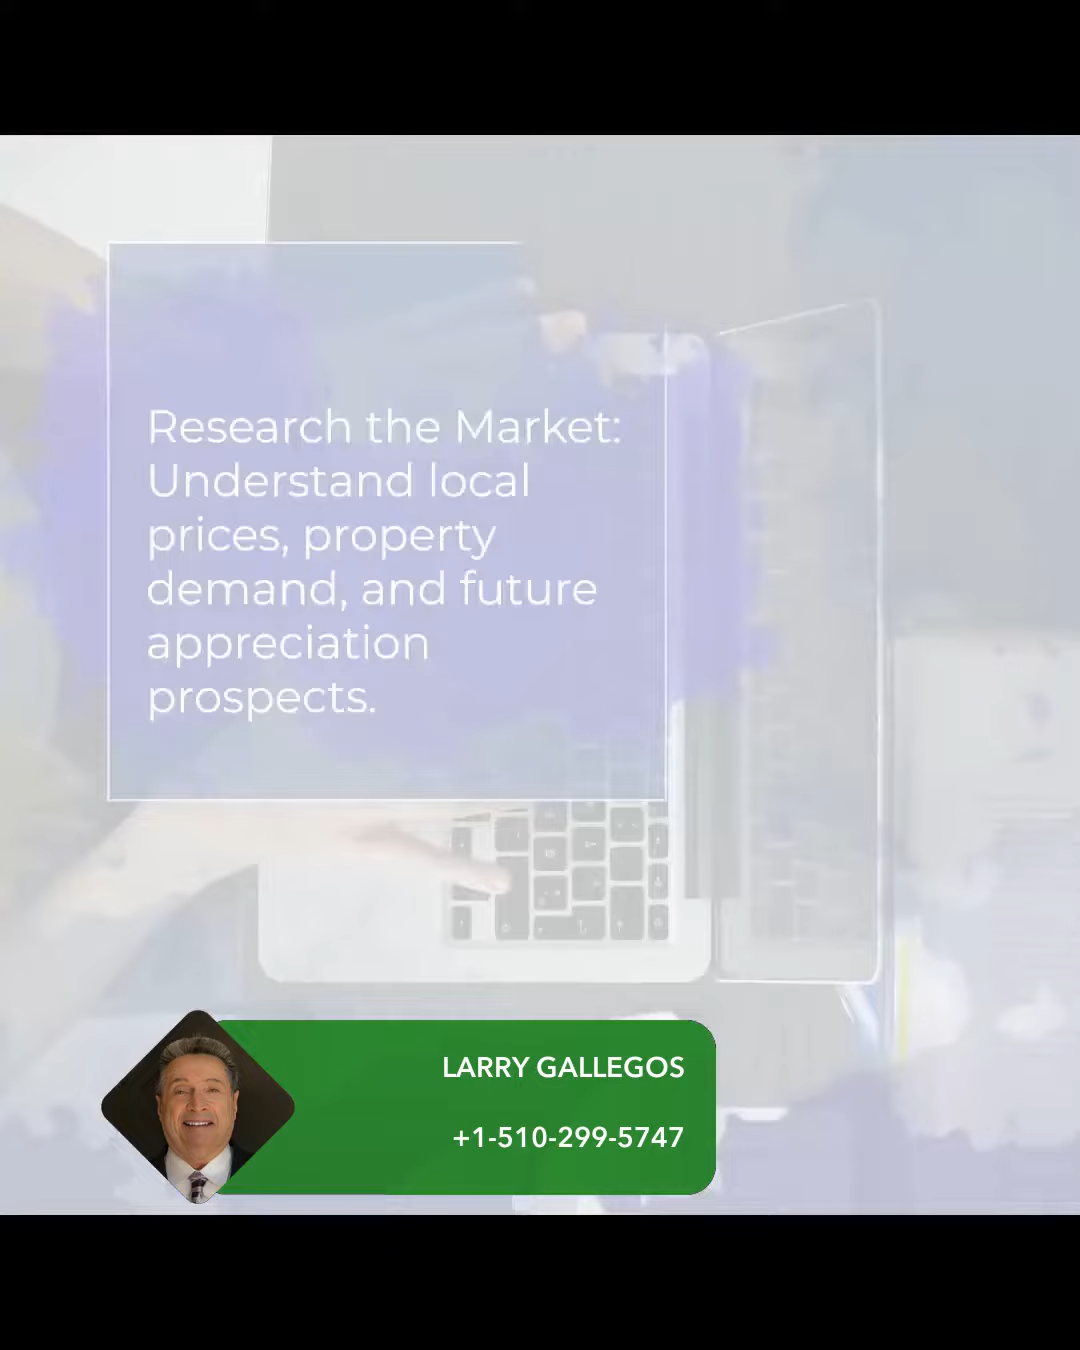 Research the Market:
Understand local
prices, property
demand, and future
appreciation
prospects.
LARRY GALLEGOS
+1-510-299-5747